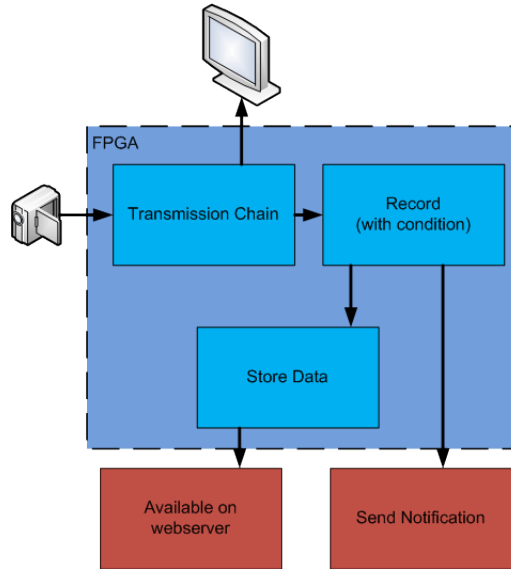 FPGA
Transmission Chain
Record
(with condition)
Store Data
Available on
webserver
Send Notification